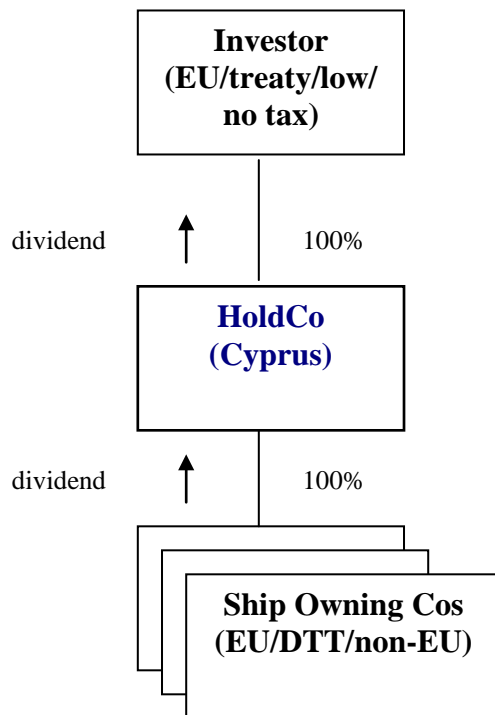 Investor
(EU/treaty/low/
no tax)
dividend
100%
HoldCo
(Cyprus)
dividend
100%
Ship Owning Cos
(EU/DTT/non-EU)